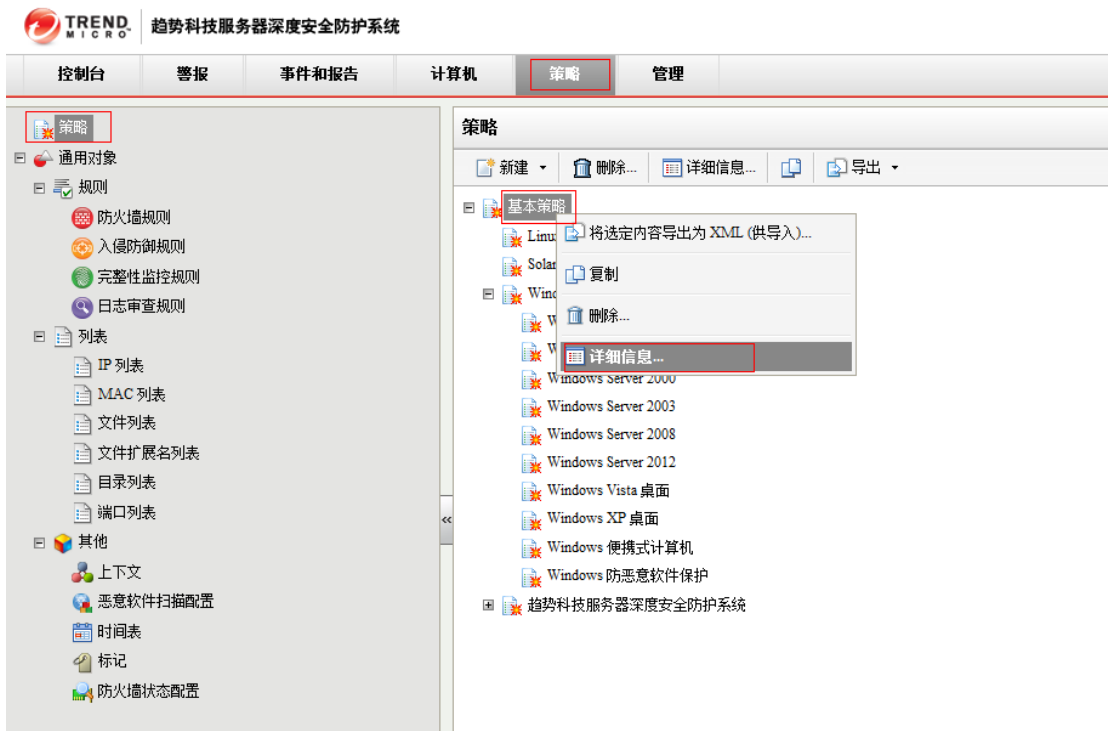 TREND MICRO 趋势科技服务器深度安全防护系统
控制台 警报 事件和报告 计算机 策略 管理
策略
通用对象
规则
防火墙规则
入侵防御规则
完整性监控规则
日志审查规则
列表
IP 列表
MAC 列表
文件列表
文件扩展名列表
目录列表
端口列表
其他
上下文
恶意软件扫描配置
时间表
标记
防火墙状态配置
«
策略
新建 删除... 详细信息... 导出
基本策略
Linu
Solar
Wind
W
W
Windows Server 2000
Windows Server 2003
Windows Server 2008
Windows Server 2012
Windows Vista 桌面
Windows XP 桌面
Windows 便携式计算机
Windows 防恶意软件保护
趋势科技服务器深度安全防护系统
将选定内容导出为 XML (供导入)...
复制
删除...
详细信息...